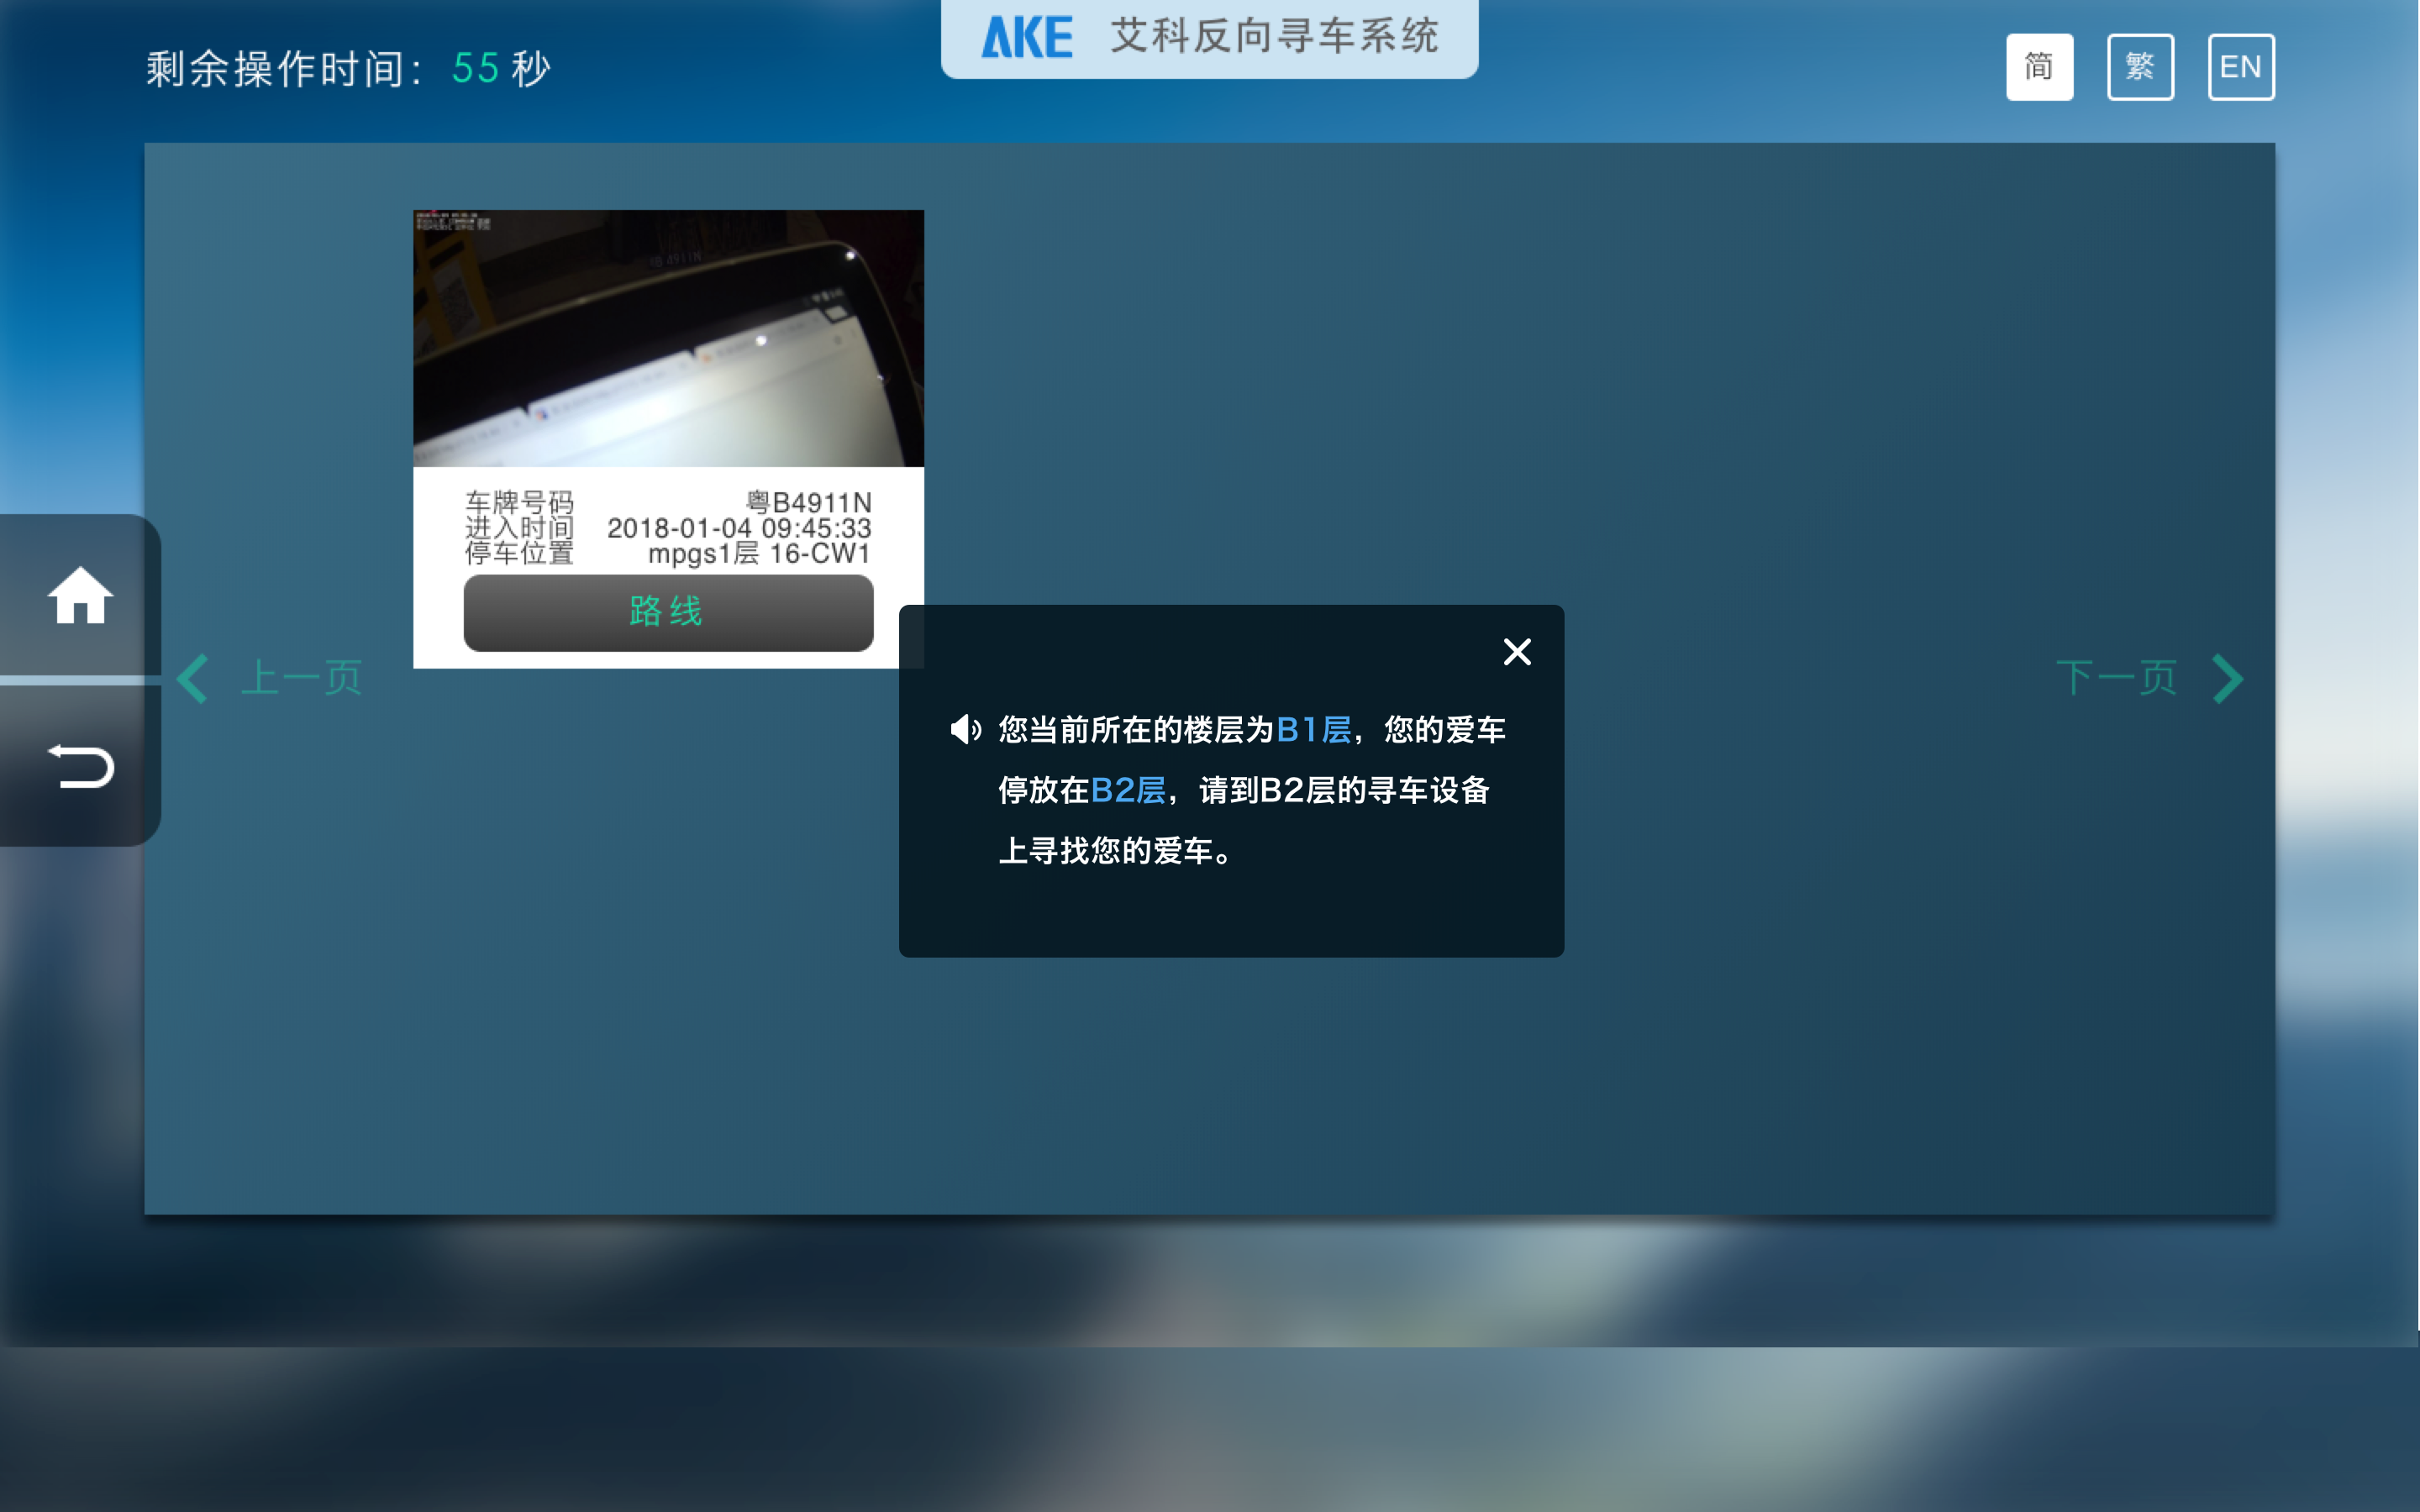 剩余操作时间：55 秒
AKE 艾科反向寻车系统
简 繁 EN
车牌号码 粤B4911N
进入时间 2018-01-04 09:45:33
停车位置 mpgs1层 16-CW1
路线
上一页
下一页
您当前所在的楼层为B1层，您的爱车
停放在B2层，请到B2层的寻车设备
上寻找您的爱车。